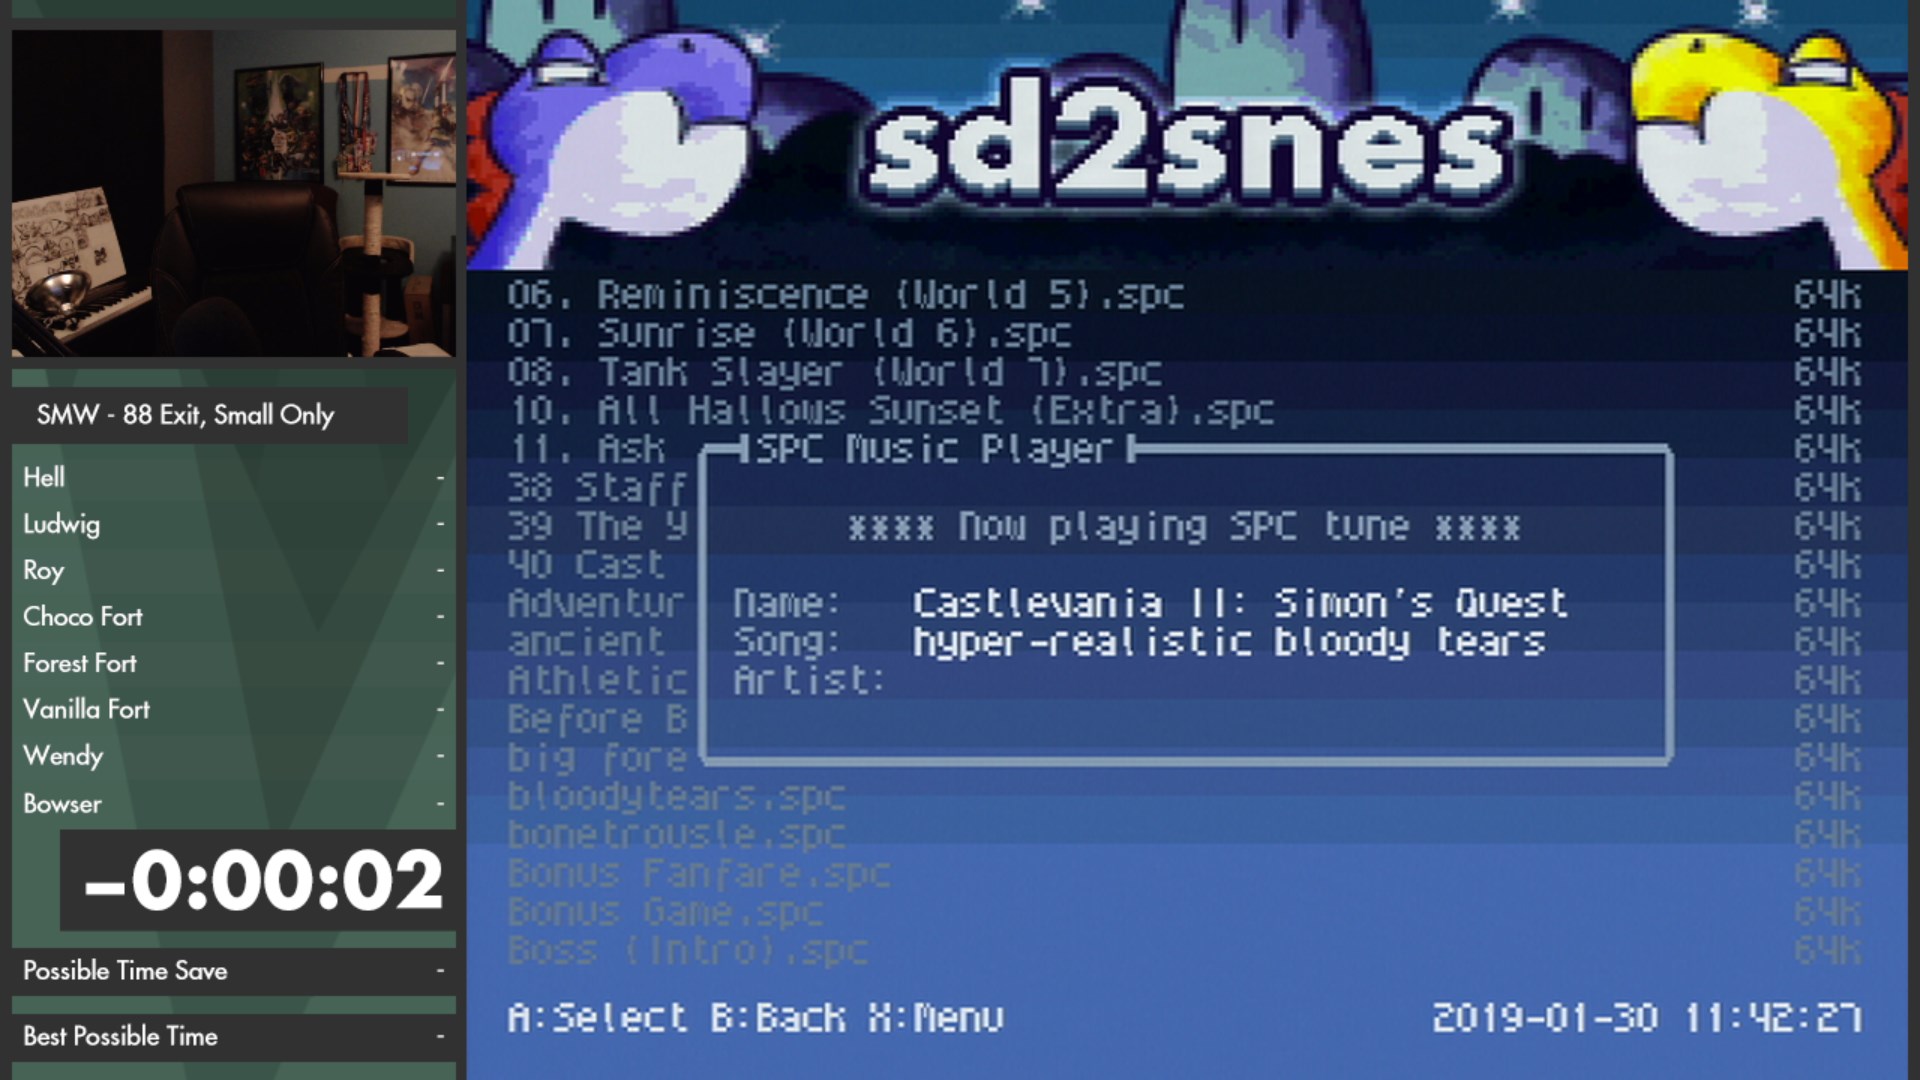 SMW - 88 Exit, Small Only
Hell -
Ludwig -
Roy -
Choco Fort -
Forest Fort -
Vanilla Fort -
Wendy -
Bowser -
-0:00:02
Possible Time Save -
Best Possible Time -
sd2snes
06. Reminiscence (World 5).spc 64k
07. Sunrise (World 6).spc 64k
08. Tank Slayer (World 7).spc 64k
10. All Hallows Sunset (Extra).spc 64k
11. Ask 64k
38 Staff 64k
39 The y 64k
40 Cast 64k
Adventur 64k
ancient 64k
Athletic 64k
Before B 64k
big fore 64k
SPC Music Player
**** Now playing SPC tune ****
Name: Castlevania II: Simon's Quest
Song: hyper-realistic bloody tears
Artist:
bloodytears.spc 64k
bonetrousle.spc 64k
Bonus Fanfare.spc 64k
Bonus Game.spc 64k
Boss (Intro).spc 64k
A:Select B:Back X:Menu
2019-01-30 11:42:27